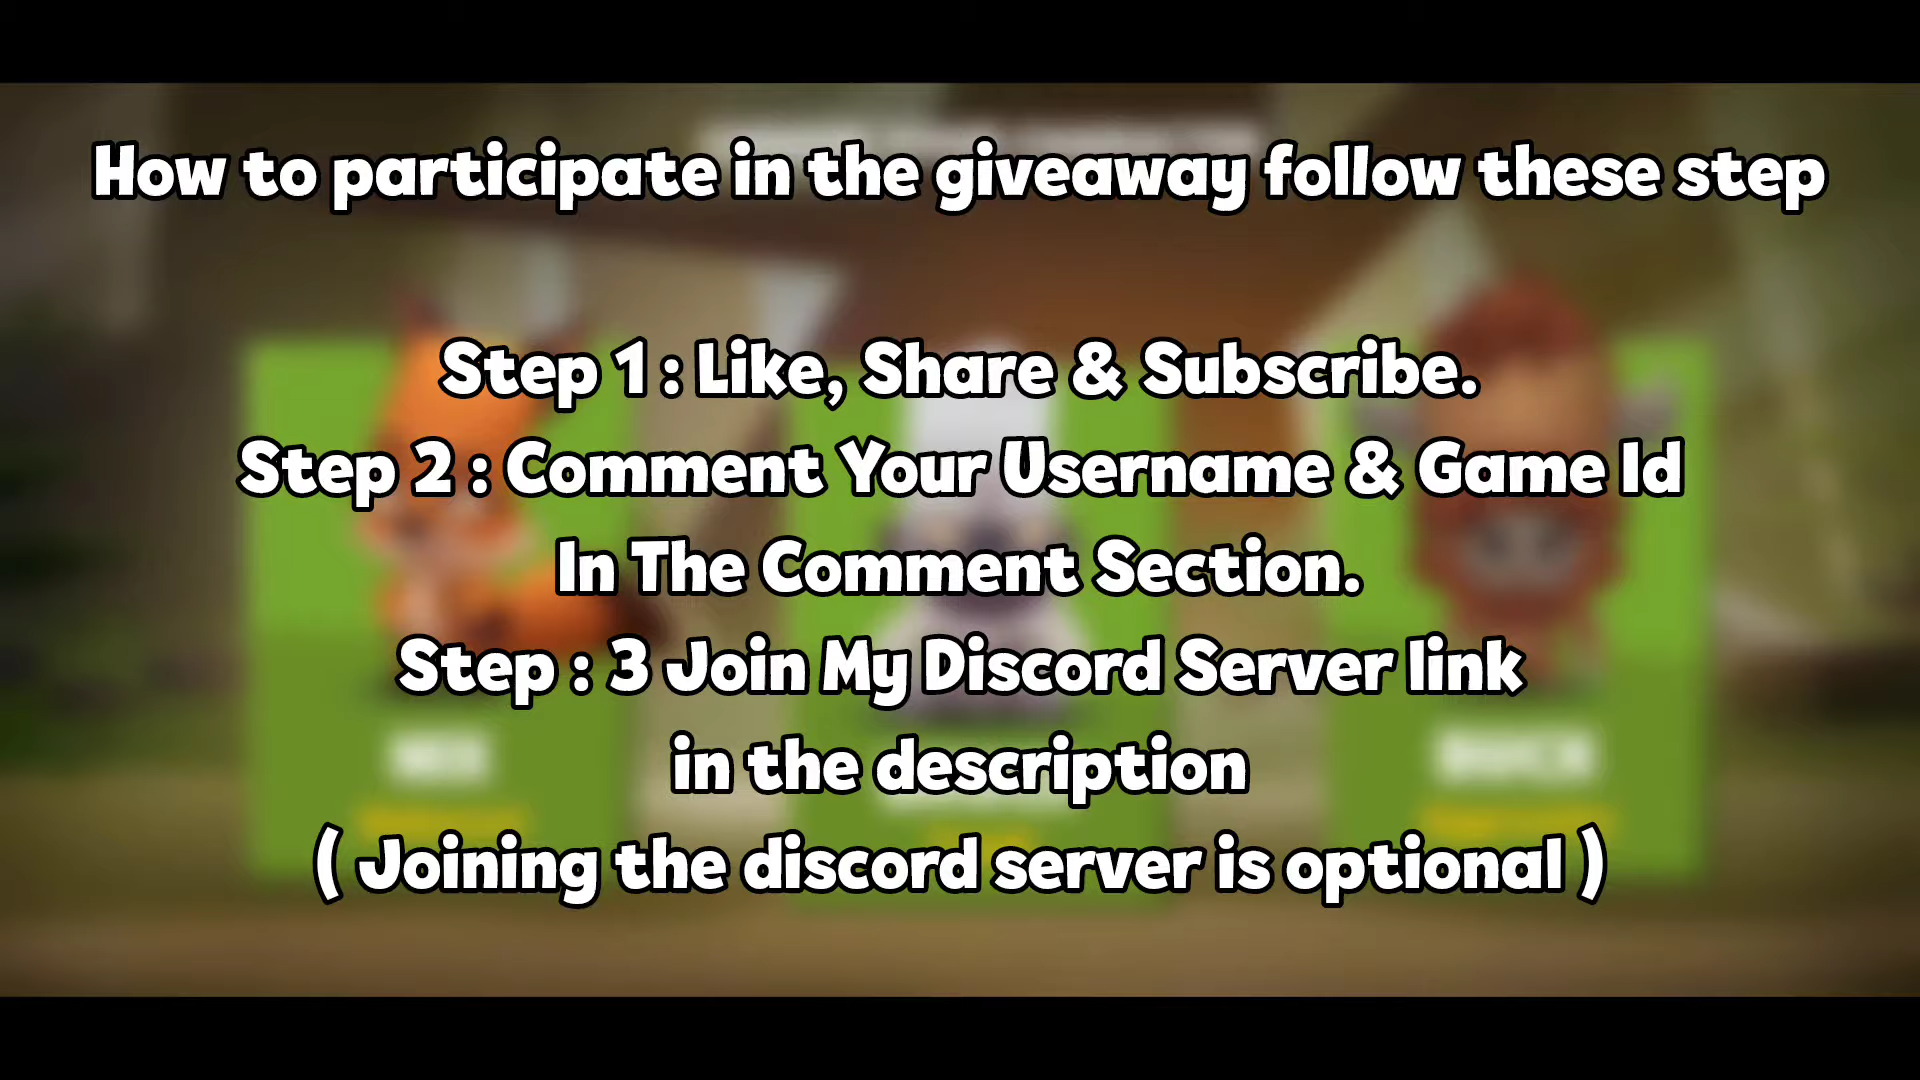 How to participate in the giveaway follow these step
Step 1 : Like, Share & Subscribe.
Step 2 : Comment Your Username & Game Id
In The Comment Section.
Step : 3 Join My Discord Server link
in the description
( Joining the discord server is optional )